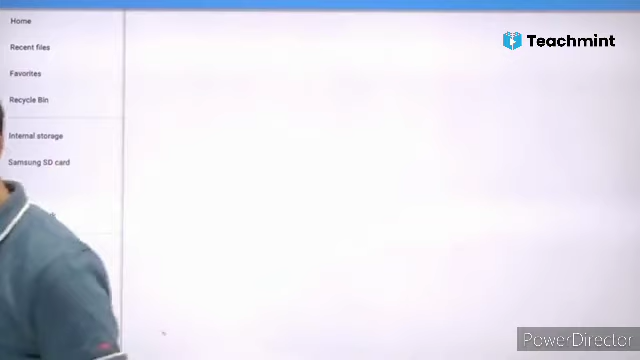 Home
Teachmint
Recent files
Favorites
Recycle Bin
Internal storage
Samsung SD card
PowerDirector